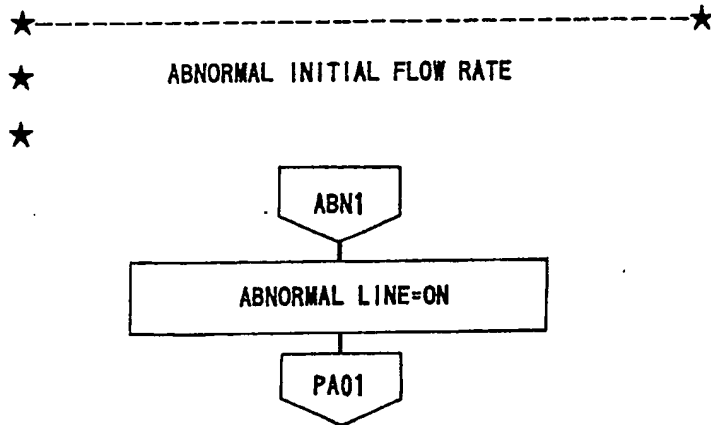 ABNORMAL INITIAL FLOW RATE
ABN1
ABNORMAL LINE=ON
PA01